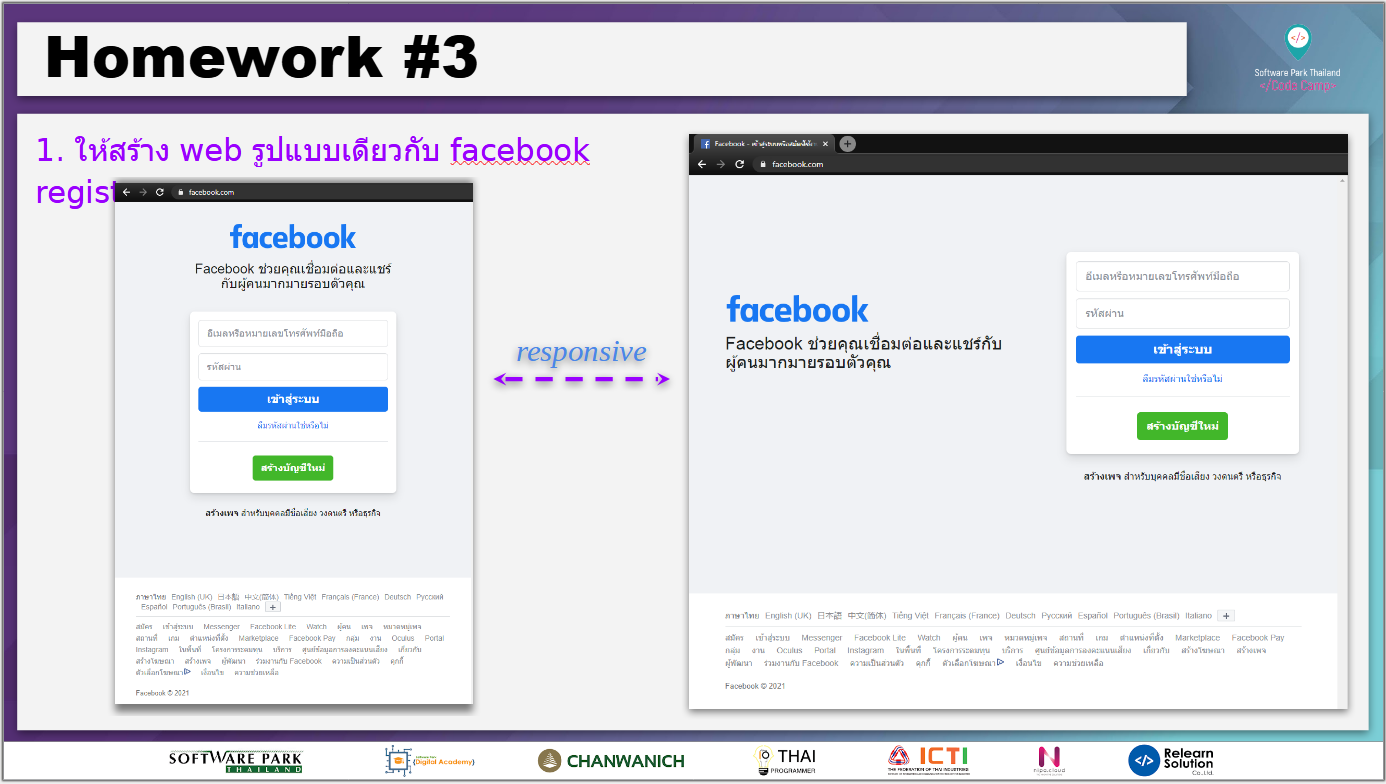 Homework #3
Software Park Thailand
</Code Camp>
1. ให้สร้าง web รูปแบบเดียวกับ facebook
regist
facebook.com
facebook
Facebook ช่วยคุณเชื่อมต่อและแชร์
กับผู้คนมากมายรอบตัวคุณ
อีเมลหรือหมายเลขโทรศัพท์มือถือ
รหัสผ่าน
เข้าสู่ระบบ
ลืมรหัสผ่านใช่หรือไม่
สร้างบัญชีใหม่
สร้างเพจ สำหรับบุคคลมีชื่อเสียง วงดนตรี หรือธุรกิจ
ภาษาไทย English (UK) 日本語 中文(简体) Tiếng Việt Français (France) Deutsch Русский
Español Português (Brasil) Italiano +
สมัคร เข้าสู่ระบบ Messenger Facebook Lite Watch ผู้คน เพจ หมวดหมู่เพจ
สถานที่ เกม ตำแหน่งที่ตั้ง Marketplace Facebook Pay กลุ่ม งาน Oculus Portal
Instagram ในพื้นที่ โครงการระดมทุน บริการ ศูนย์ข้อมูลการลงคะแนนเสียง เกี่ยวกับ
สร้างโฆษณา สร้างเพจ ผู้พัฒนา ร่วมงานกับ Facebook ความเป็นส่วนตัว คุกกี้
ตัวเลือกโฆษณา เงื่อนไข ความช่วยเหลือ
Facebook © 2021
responsive
Facebook - เข้าสู่ระบบหรือสมัครใช้งาน
facebook.com
facebook
Facebook ช่วยคุณเชื่อมต่อและแชร์กับ
ผู้คนมากมายรอบตัวคุณ
อีเมลหรือหมายเลขโทรศัพท์มือถือ
รหัสผ่าน
เข้าสู่ระบบ
ลืมรหัสผ่านใช่หรือไม่
สร้างบัญชีใหม่
สร้างเพจ สำหรับบุคคลมีชื่อเสียง วงดนตรี หรือธุรกิจ
ภาษาไทย English (UK) 日本語 中文(简体) Tiếng Việt Français (France) Deutsch Русский Español Português (Brasil) Italiano +
สมัคร เข้าสู่ระบบ Messenger Facebook Lite Watch ผู้คน เพจ หมวดหมู่เพจ สถานที่ เกม ตำแหน่งที่ตั้ง Marketplace Facebook Pay
กลุ่ม งาน Oculus Portal Instagram ในพื้นที่ โครงการระดมทุน บริการ ศูนย์ข้อมูลการลงคะแนนเสียง เกี่ยวกับ สร้างโฆษณา สร้างเพจ
ผู้พัฒนา ร่วมงานกับ Facebook ความเป็นส่วนตัว คุกกี้ ตัวเลือกโฆษณา เงื่อนไข ความช่วยเหลือ
Facebook © 2021
SOFTWARE PARK
THAILAND
(Digital Academy)
CHANWANICH
THAI
PROGRAMMER
ICTI
THE FEDERATION OF THAI INDUSTRIES
nipa.cloud
Relearn
Solution
Co.,Ltd.